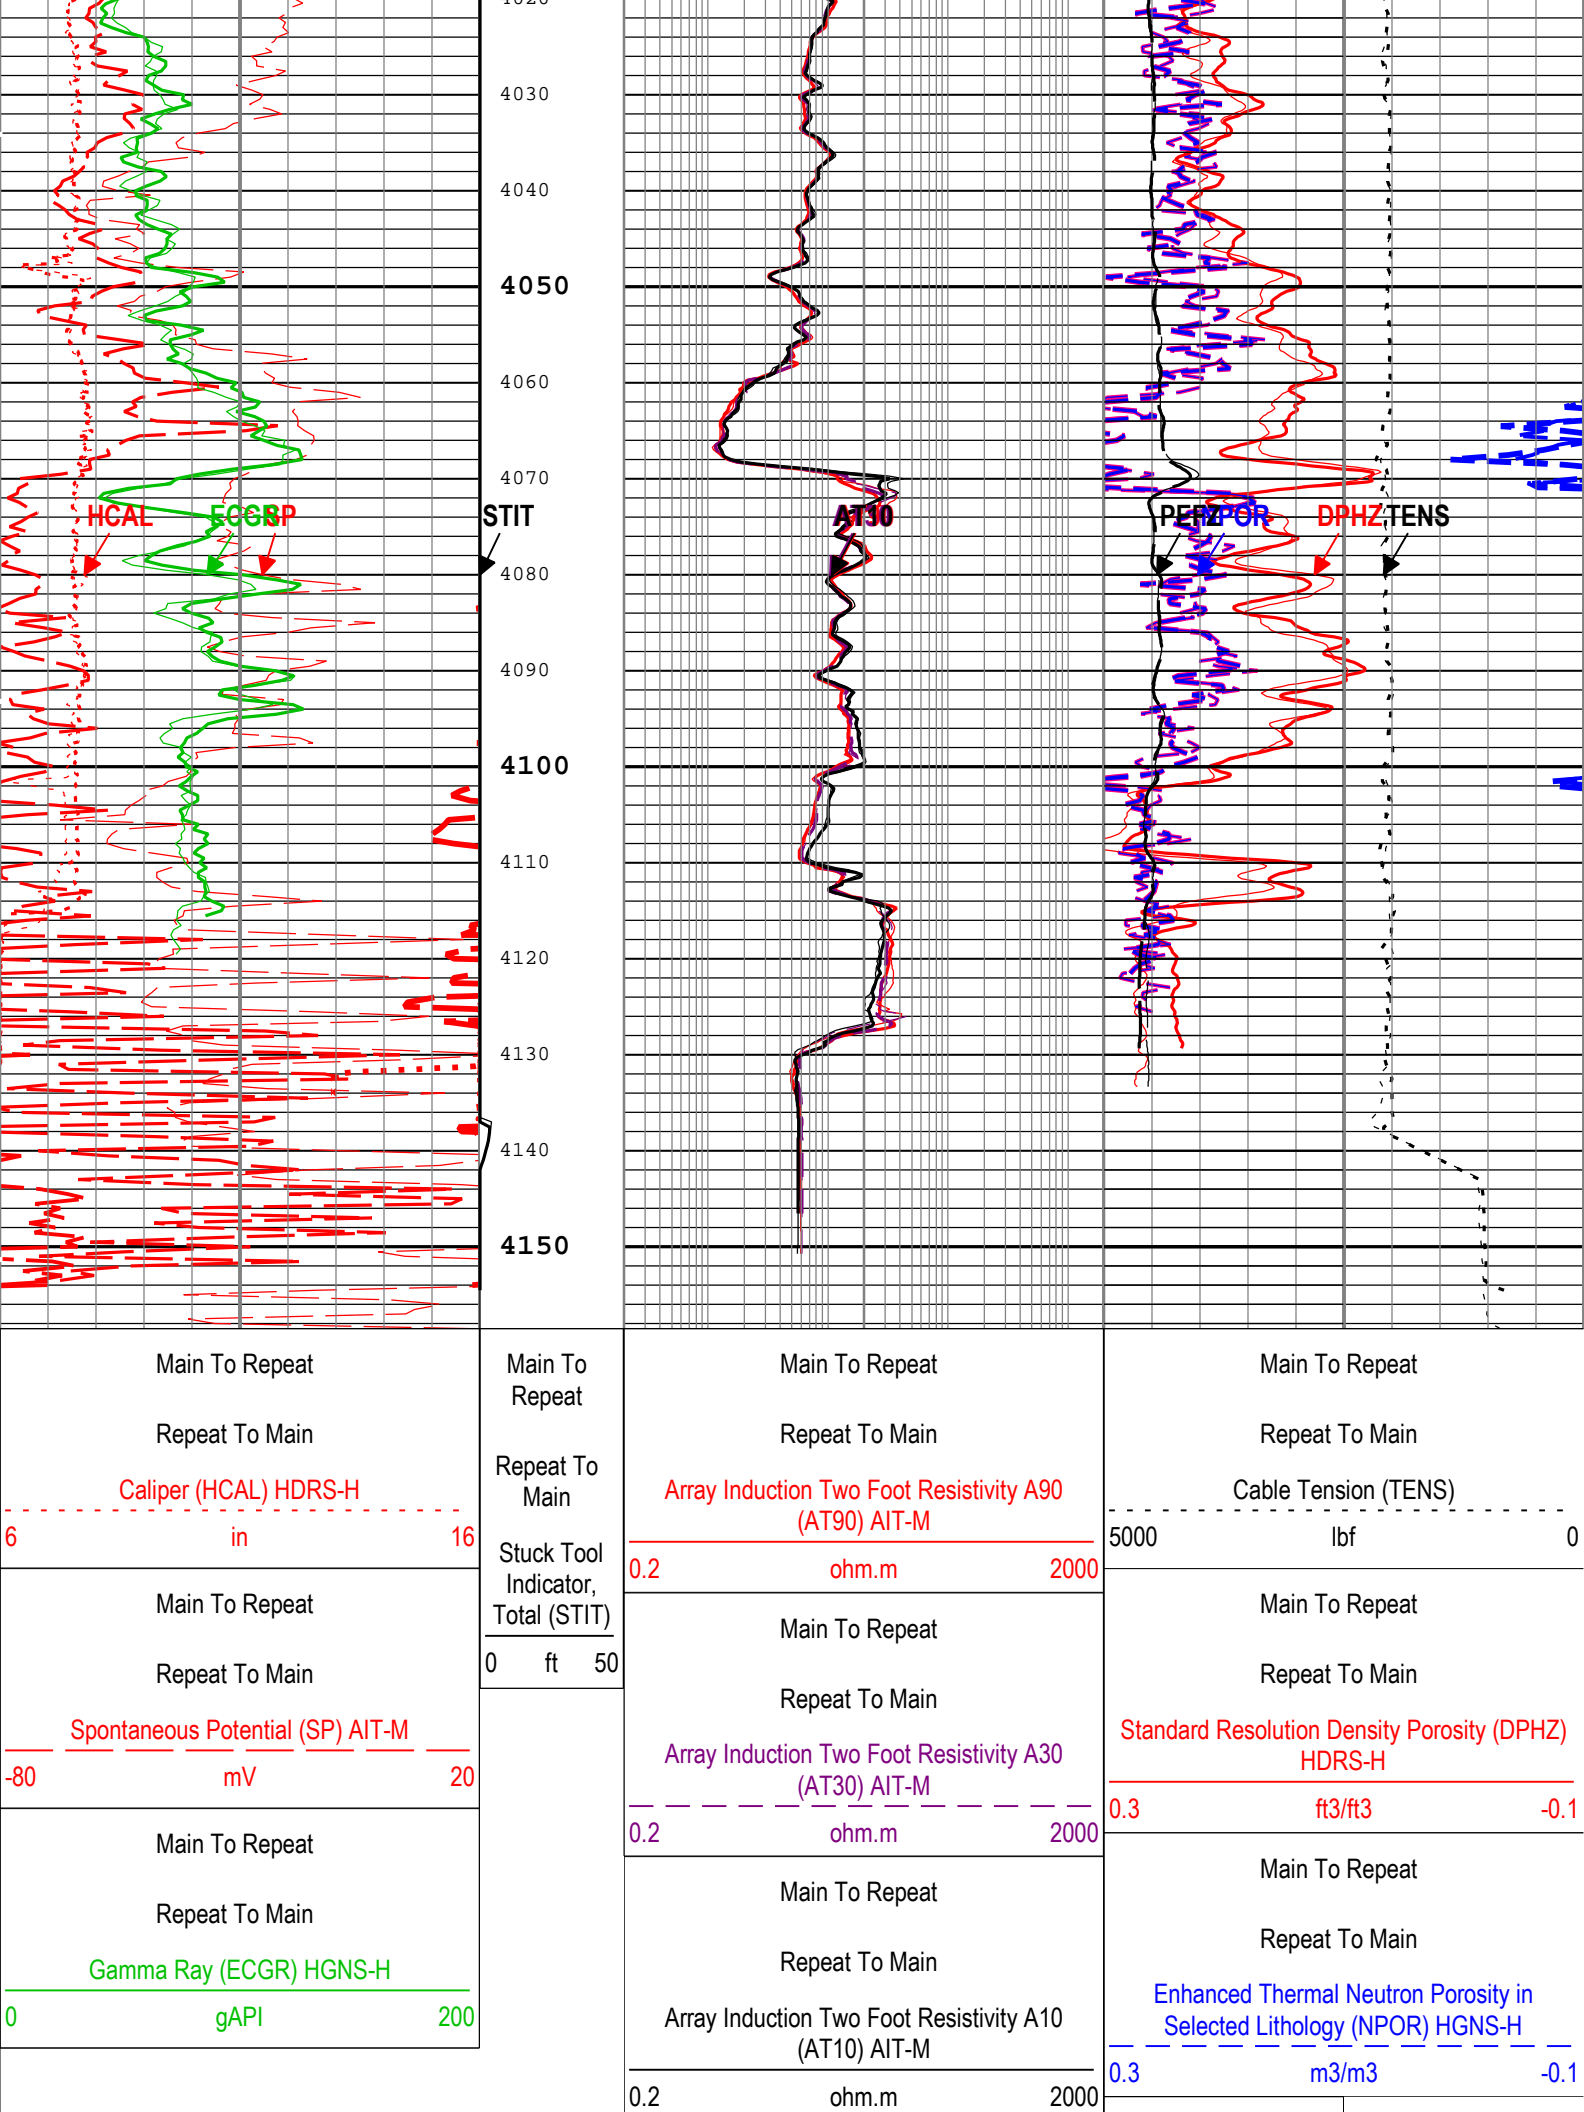 4020
4030
4040
4050
4060
4070
HCAL ECGR SP STIT AT30 PEHZ NPOR DPHZ TENS
4080
4090
4100
4110
4120
4130
4140
4150
Main To Repeat
Repeat To Main
Caliper (HCAL) HDRS-H
6 in 16
Main To Repeat
Repeat To Main
Spontaneous Potential (SP) AIT-M
-80 mV 20
Main To Repeat
Repeat To Main
Gamma Ray (ECGR) HGNS-H
0 gAPI 200
Main To
Repeat
Repeat To
Main
Stuck Tool
Indicator,
Total (STIT)
0 ft 50
Main To Repeat
Repeat To Main
Array Induction Two Foot Resistivity A90
(AT90) AIT-M
0.2 ohm.m 2000
Main To Repeat
Repeat To Main
Array Induction Two Foot Resistivity A30
(AT30) AIT-M
0.2 ohm.m 2000
Main To Repeat
Repeat To Main
Array Induction Two Foot Resistivity A10
(AT10) AIT-M
0.2 ohm.m 2000
Main To Repeat
Repeat To Main
Cable Tension (TENS)
5000 lbf 0
Main To Repeat
Repeat To Main
Standard Resolution Density Porosity (DPHZ)
HDRS-H
0.3 ft3/ft3 -0.1
Main To Repeat
Repeat To Main
Enhanced Thermal Neutron Porosity in
Selected Lithology (NPOR) HGNS-H
0.3 m3/m3 -0.1